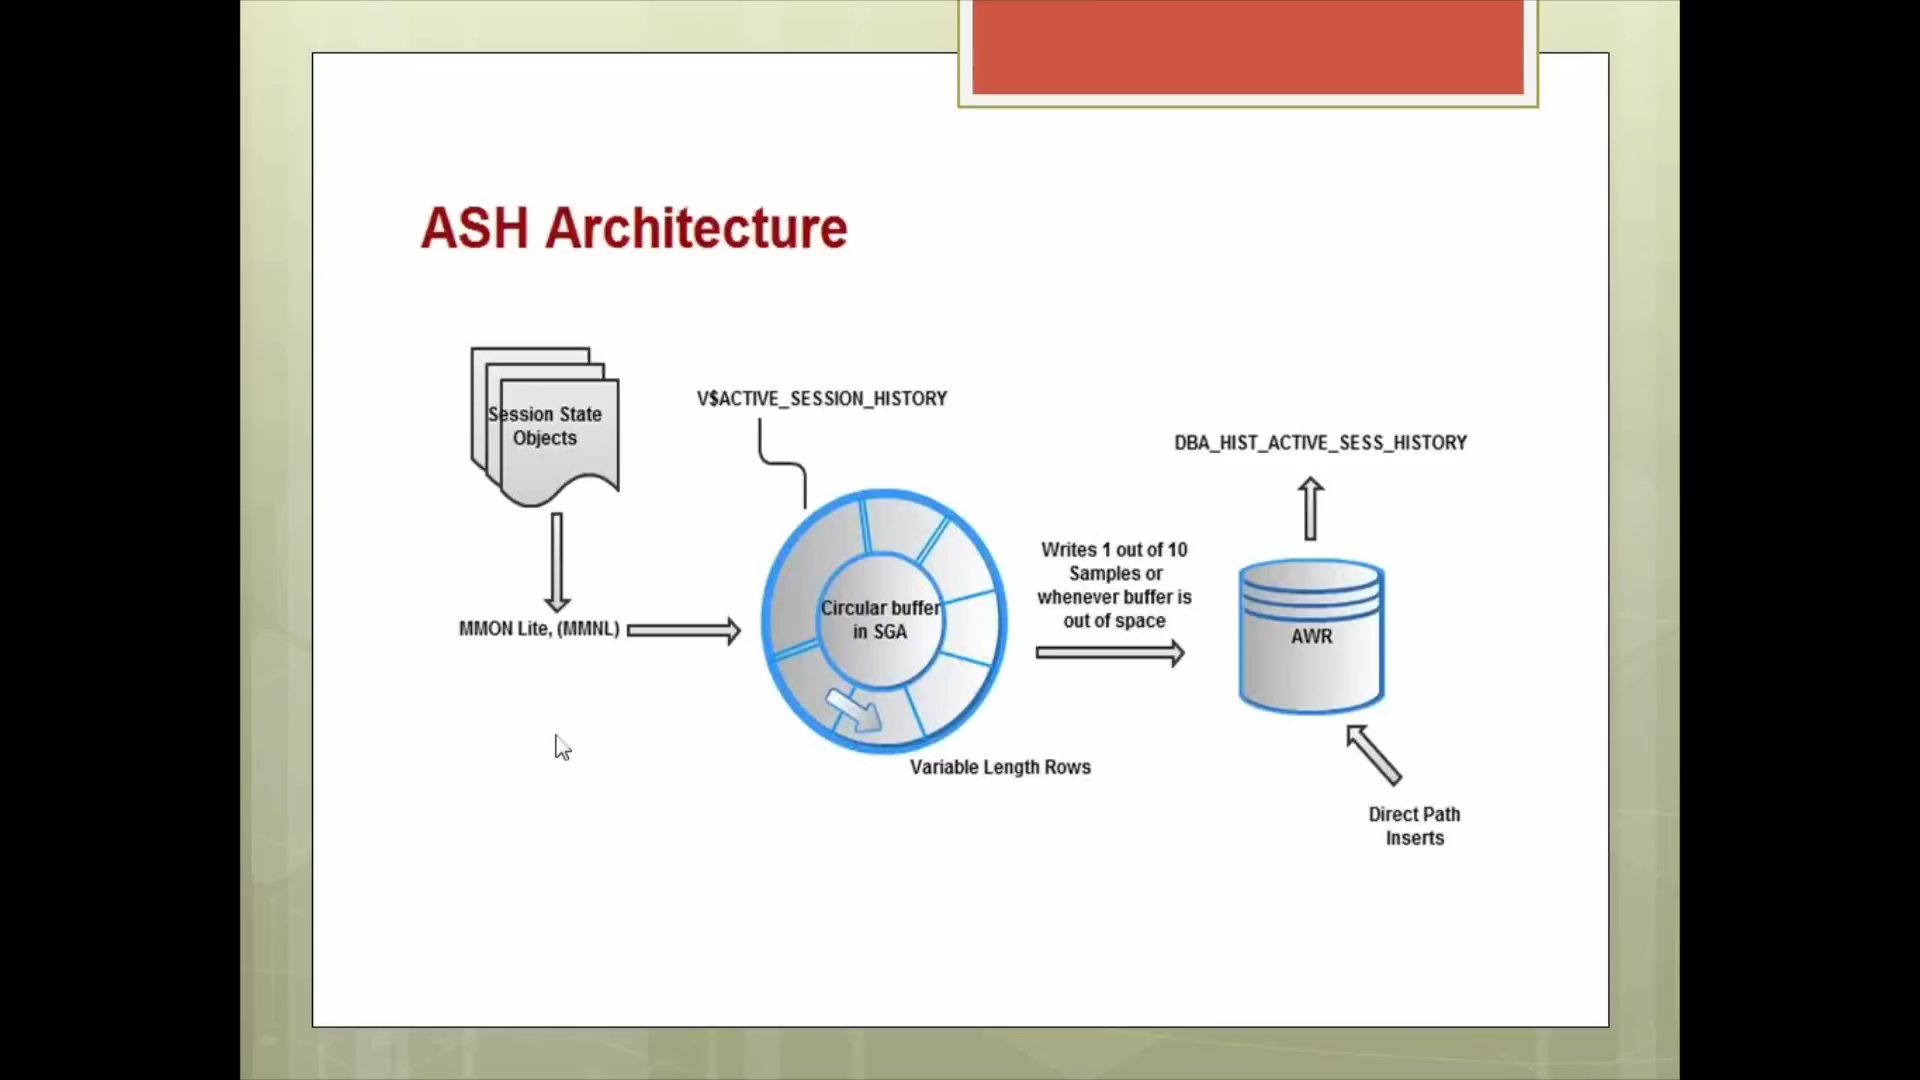 ASH Architecture
Session State
Objects
V$ACTIVE_SESSION_HISTORY
DBA_HIST_ACTIVE_SESS_HISTORY
MMON Lite, (MMNL)
Circular buffer
in SGA
Writes 1 out of 10
Samples or
whenever buffer is
out of space
AWR
Variable Length Rows
Direct Path
Inserts